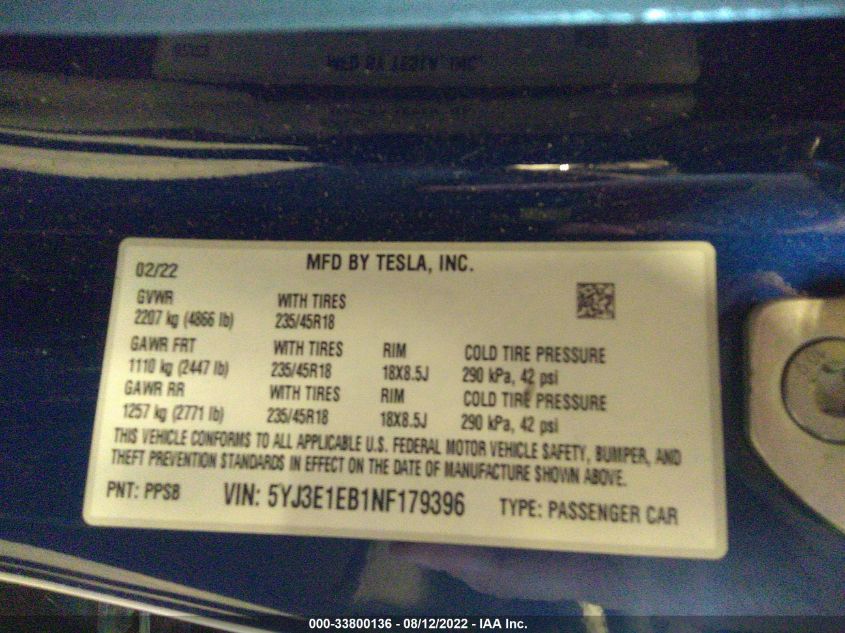 02/22
MFD BY TESLA, INC.
GVWR WITH TIRES
2207 kg (4866 lb) 235/45R18
GAWR FRT WITH TIRES RIM COLD TIRE PRESSURE
1110 kg (2447 lb) 235/45R18 18X8.5J 290 kPa, 42 psi
GAWR RR WITH TIRES RIM COLD TIRE PRESSURE
1257 kg (2771 lb) 235/45R18 18X8.5J 290 kPa, 42 psi
THIS VEHICLE CONFORMS TO ALL APPLICABLE U.S. FEDERAL MOTOR VEHICLE SAFETY, BUMPER, AND
THEFT PREVENTION STANDARDS IN EFFECT ON THE DATE OF MANUFACTURE SHOWN ABOVE.
PNT: PPSB VIN: 5YJ3E1EB1NF179396 TYPE: PASSENGER CAR
000-33800136 - 08/12/2022 - IAA Inc.